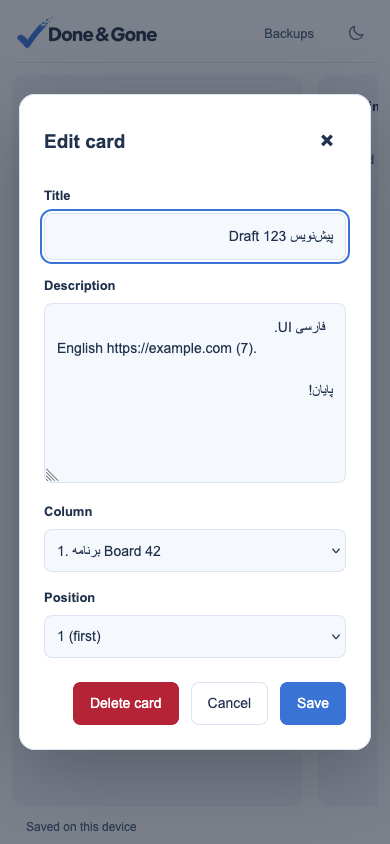 Done & Gone
Backups
Edit card
Title
پیش‌نویس Draft 123
Description
فارسی UI.
English https://example.com (7).
پایان!
Column
1. برنامه Board 42
Position
1 (first)
Delete card
Cancel
Save
Saved on this device